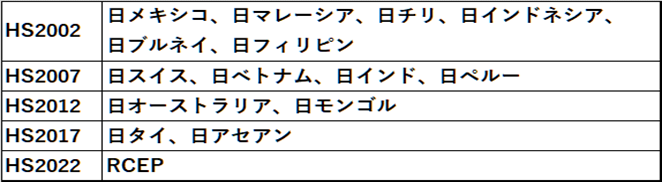 HS2002 日メキシコ、日マレーシア、日チリ、日インドネシア、
日ブルネイ、日フィリピン
HS2007 日スイス、日ベトナム、日インド、日ペルー
HS2012 日オーストラリア、日モンゴル
HS2017 日タイ、日アセアン
HS2022 RCEP